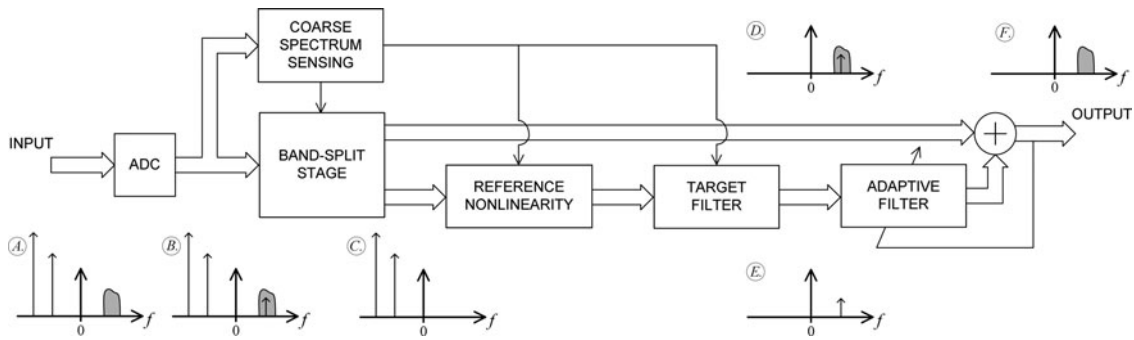 COARSE
SPECTRUM
SENSING
D.
0
f
F.
0
f
INPUT
ADC
BAND-SPLIT
STAGE
REFERENCE
NONLINEARITY
TARGET
FILTER
ADAPTIVE
FILTER
+
OUTPUT
A.
0
f
B.
0
f
C.
0
f
E.
0
f